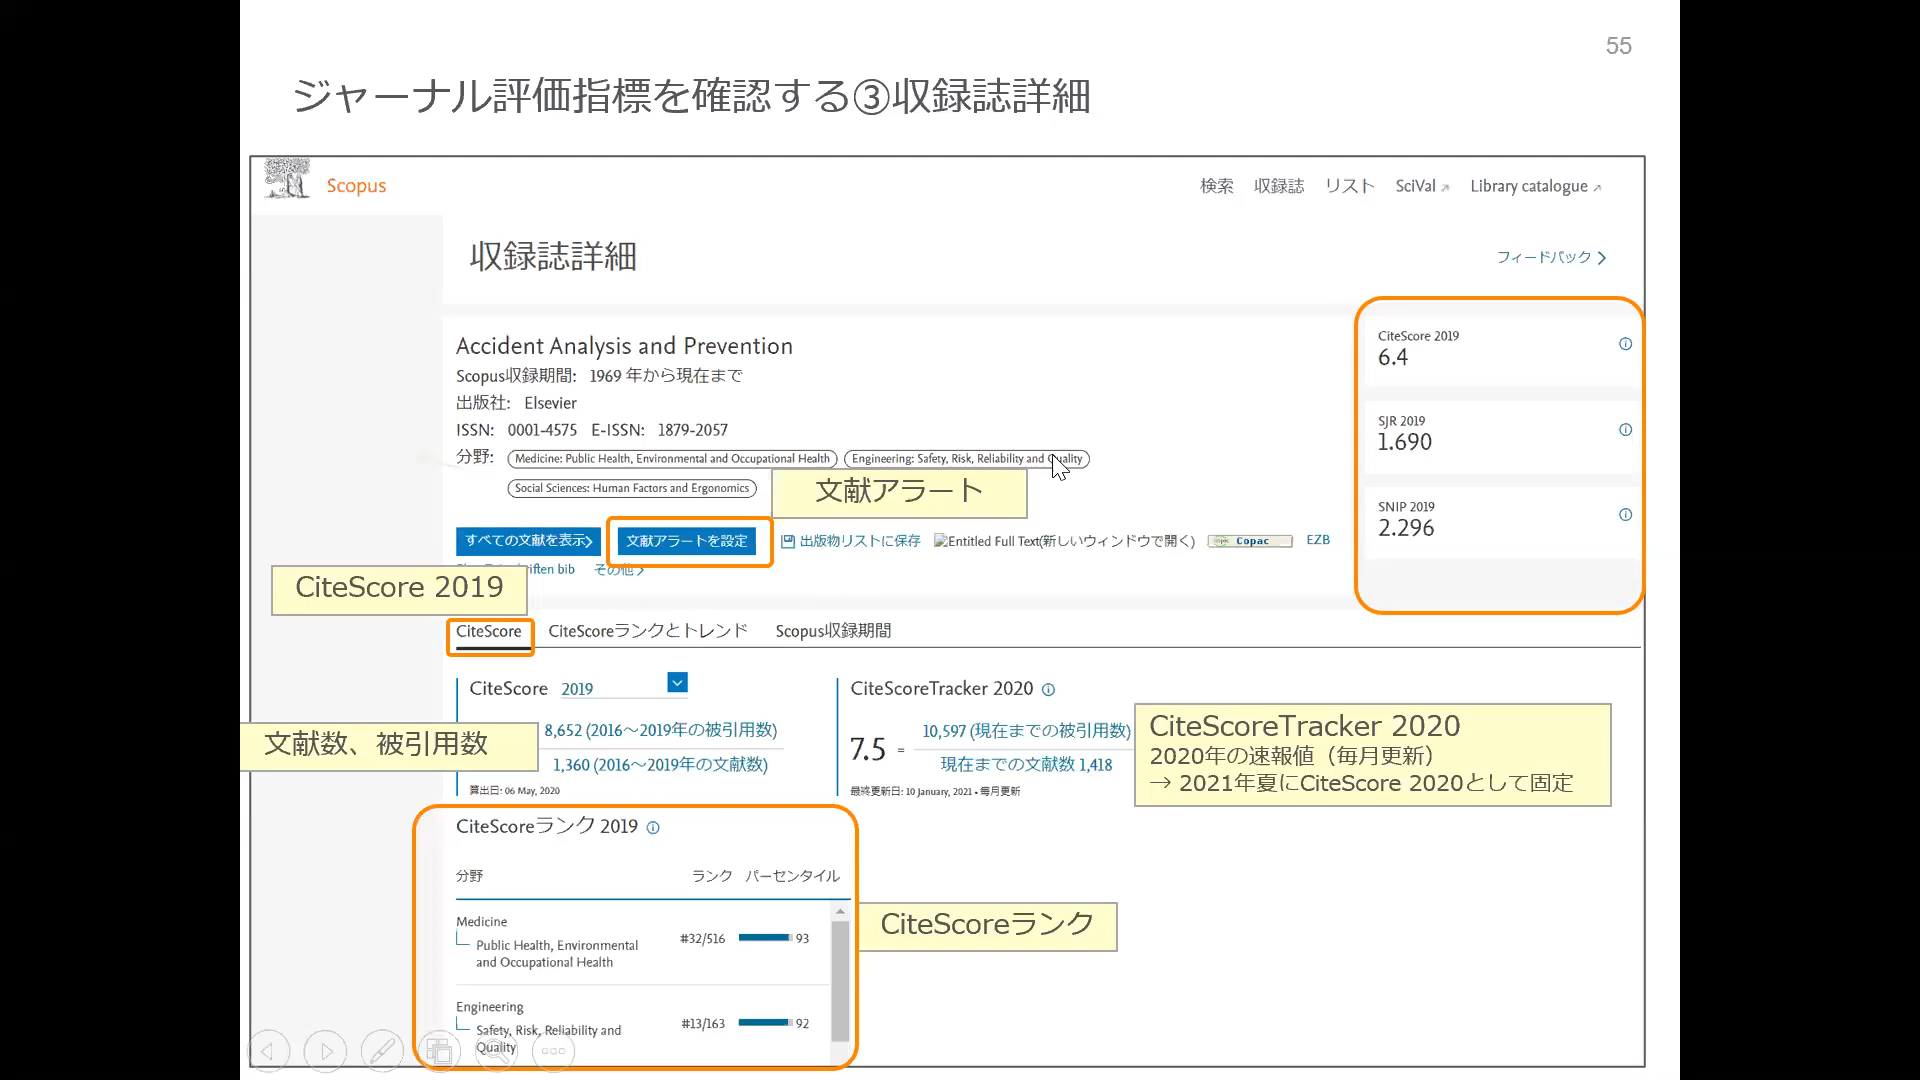 55
ジャーナル評価指標を確認する③収録誌詳細
Scopus
検索 収録誌 リスト SciVal Library catalogue
収録誌詳細
フィードバック
Accident Analysis and Prevention
Scopus収録期間: 1969 年から現在まで
出版社: Elsevier
ISSN: 0001-4575 E-ISSN: 1879-2057
分野: Medicine: Public Health, Environmental and Occupational Health Engineering: Safety, Risk, Reliability and Quality
Social Sciences: Human Factors and Ergonomics
文献アラート
CiteScore 2019
6.4
SJR 2019
1.690
SNIP 2019
2.296
すべての文献を表示 文献アラートを設定 出版物リストに保存 Entitled Full Text(新しいウィンドウで開く) Copac EZB
bib その他
CiteScore 2019
CiteScore CiteScoreランクとトレンド Scopus収録期間
CiteScore 2019
文献数、被引用数
8,652 (2016～2019年の被引用数)
1,360 (2016～2019年の文献数)
算出日: 06 May, 2020
CiteScoreTracker 2020
7.5 = 10,597 (現在までの被引用数)
現在までの文献数 1,418
最終更新日: 10 January, 2021 • 毎月更新
CiteScoreTracker 2020
2020年の速報値（毎月更新）
→ 2021年夏にCiteScore 2020として固定
CiteScoreランク 2019
分野 ランク パーセンタイル
Medicine
Public Health, Environmental
and Occupational Health
#32/516 93
Engineering
Safety, Risk, Reliability and
Quality
#13/163 92
CiteScoreランク